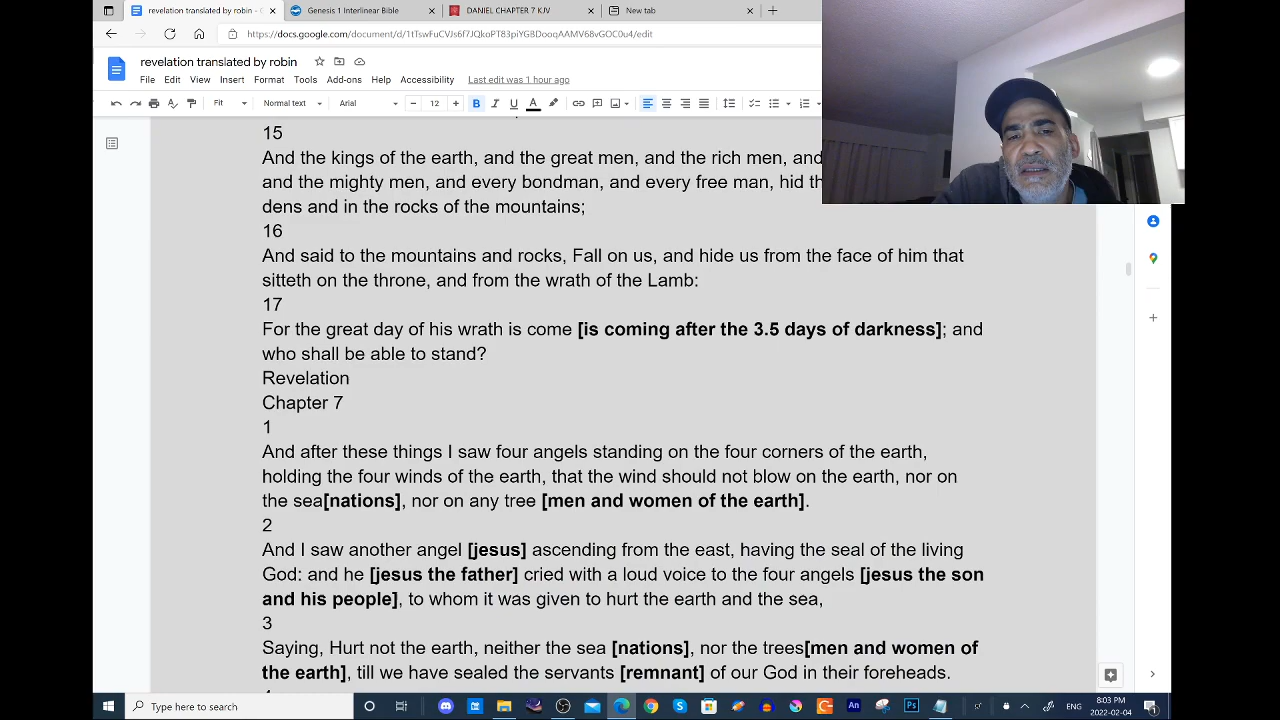 revelation translated by robin - G
Genesis 1 Interlinear Bible
DANIEL CHAPTER 7 KJV
New tab
https://docs.google.com/document/d/1tTswFuCVJs6f7JQkoPT83piYGBDooqAAMV68vGOC0u4/edit
revelation translated by robin
File Edit View Insert Format Tools Add-ons Help Accessibility Last edit was 1 hour ago
Fit Normal text Arial 12 B I U A
15
And the kings of the earth, and the great men, and the rich men, and
and the mighty men, and every bondman, and every free man, hid
dens and in the rocks of the mountains;
16
And said to the mountains and rocks, Fall on us, and hide us from the face of him that
sitteth on the throne, and from the wrath of the Lamb:
17
For the great day of his wrath is come [is coming after the 3.5 days of darkness]; and
who shall be able to stand?
Revelation
Chapter 7
1
And after these things I saw four angels standing on the four corners of the earth,
holding the four winds of the earth, that the wind should not blow on the earth, nor on
the sea[nations], nor on any tree [men and women of the earth].
2
And I saw another angel [jesus] ascending from the east, having the seal of the living
God: and he [jesus the father] cried with a loud voice to the four angels [jesus the son
and his people], to whom it was given to hurt the earth and the sea,
3
Saying, Hurt not the earth, neither the sea [nations], nor the trees[men and women of
the earth], till we have sealed the servants [remnant] of our God in their foreheads.
Type here to search
An
Ps
ENG
8:03 PM
2022-02-04